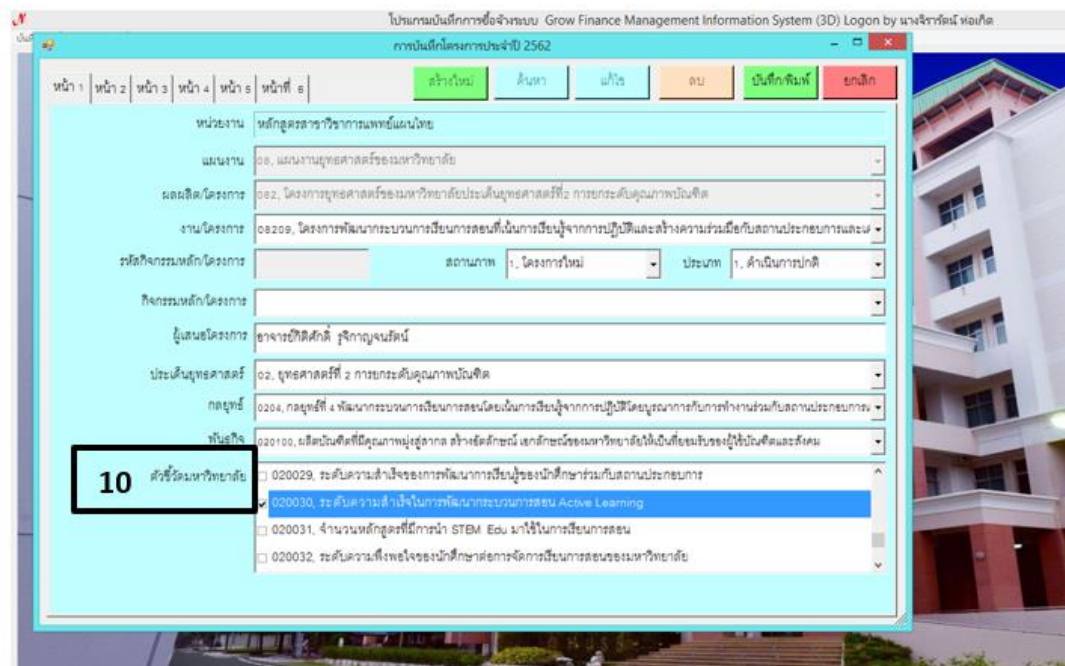 โปรแกรมบันทึกการซื้อจ้างระบบ Grow Finance Management Information System (3D) Logon by นางจิรารัตน์ ห่อเกิด
การบันทึกโครงการประจำปี 2562
หน้า 1 หน้า 2 หน้า 3 หน้า 4 หน้า 5 หน้าที่ 6 สร้างใหม่ ค้นหา แก้ไข ลบ บันทึก/พิมพ์ ยกเลิก
หน่วยงาน หลักสูตรสาขาวิชาการแพทย์แผนไทย
แผนงาน 08, แผนงานยุทธศาสตร์ของมหาวิทยาลัย
ผลผลิต/โครงการ 082, โครงการยุทธศาสตร์ของมหาวิทยาลัยประเด็นยุทธศาสตร์ที่2 การยกระดับคุณภาพบัณฑิต
งาน/โครงการ 08209, โครงการพัฒนากระบวนการเรียนการสอนที่เน้นการเรียนรู้จากการปฏิบัติและสร้างความร่วมมือกับสถานประกอบการและ
รหัสกิจกรรมหลัก/โครงการ สถานภาพ 1, โครงการใหม่ ประเภท 1, ดำเนินการปกติ
กิจกรรมหลัก/โครงการ
ผู้เสนอโครงการ อาจารย์กิติศักดิ์ รุจิกาญจนรัตน์
ประเด็นยุทธศาสตร์ 02, ยุทธศาสตร์ที่ 2 การยกระดับคุณภาพบัณฑิต
กลยุทธ์ 0204, กลยุทธ์ที่ 4 พัฒนากระบวนการเรียนการสอนโดยเน้นการเรียนรู้จากการปฏิบัติโดยบูรณาการกับการทำงานร่วมกับสถานประกอบการ
พันธกิจ 020100, ผลิตบัณฑิตที่มีคุณภาพมุ่งสู่สากล สร้างอัตลักษณ์ เอกลักษณ์ของมหาวิทยาลัยให้เป็นที่ยอมรับของผู้ใช้บัณฑิตและสังคม
10 ตัวชี้วัดมหาวิทยาลัย 020029, ระดับความสำเร็จของการพัฒนาการเรียนรู้ของนักศึกษาร่วมกับสถานประกอบการ
020030, ระดับความสำเร็จในการพัฒนากระบวนการสอน Active Learning
020031, จำนวนหลักสูตรที่มีการนำ STEM Edu มาใช้ในการเรียนการสอน
020032, ระดับความพึงพอใจของนักศึกษาต่อการจัดการเรียนการสอนของมหาวิทยาลัย